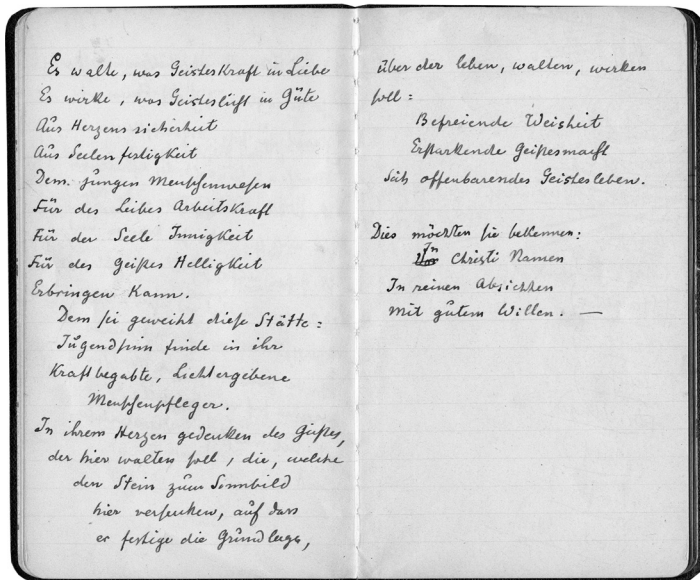 Es walte, was Geisteskraft in Liebe
Es wirke, was Geisteslicht in Güte
Aus Herzenssicherheit
Aus Seelenfestigkeit
Dem jungen Menschenwesen
Für des Leibes Arbeitskraft
Für der Seele Innigkeit
Für des Geistes Helligkeit
Erbringen kann.
Dem sei geweiht diese Stätte:
Jugendsinn finde in ihr
Kraftbegabte, Lichtergebene
Menschenpfleger.
In ihrem Herzen gedenken des Geistes,
der hier walten soll, die, welche
den Stein zum Sinnbild
hier versenken, auf dass
er festige die Grundlage,
über der leben, walten, wirken
soll:
Befreiende Weisheit
Erstarkende Geistesmacht
Sich offenbarendes Geistesleben.
Dies möchten sie bekennen:
In Christi Namen
In reinen Absichten
Mit gutem Willen. —